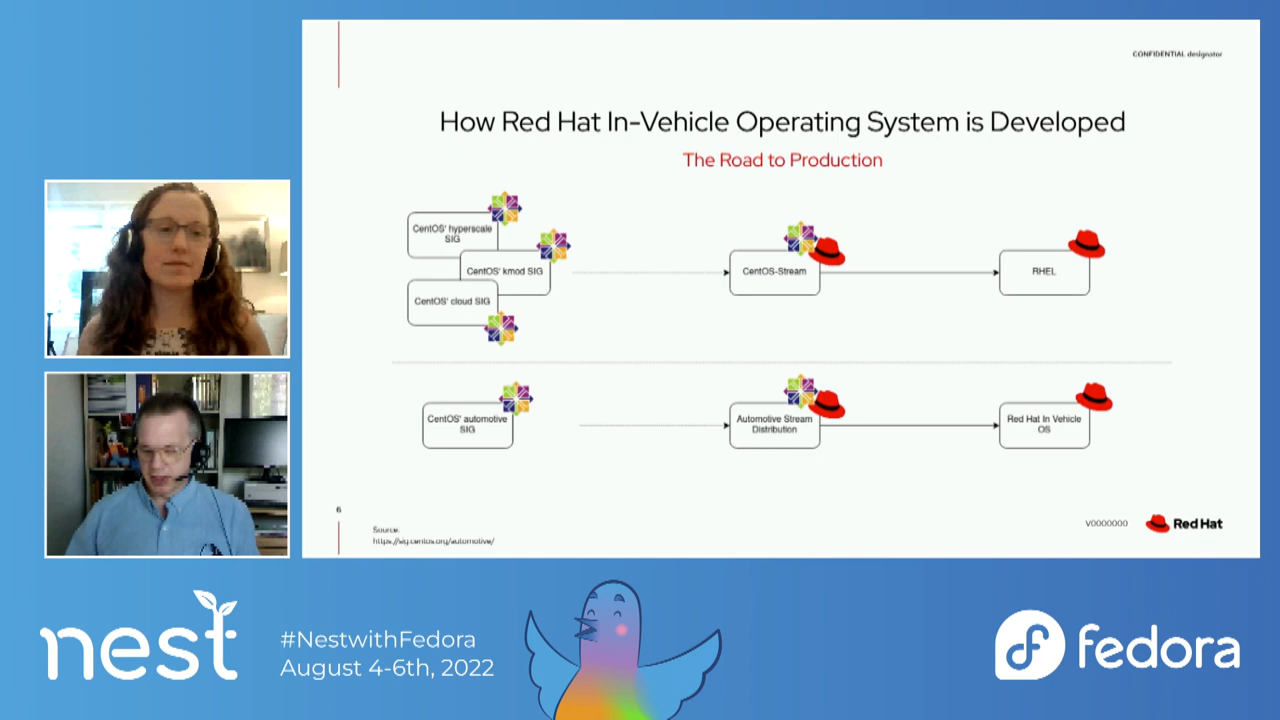 CONFIDENTIAL designator
How Red Hat In-Vehicle Operating System is Developed
The Road to Production
CentOS' hyperscale
SIG
CentOS' kmod SIG
CentOS' cloud SIG
CentOS-Stream
RHEL
CentOS' automotive
SIG
Automotive Stream
Distribution
Red Hat In Vehicle
OS
6
Source:
https://sig.centos.org/automotive/
V0000000
Red Hat
nest
#NestwithFedora
August 4-6th, 2022
fedora